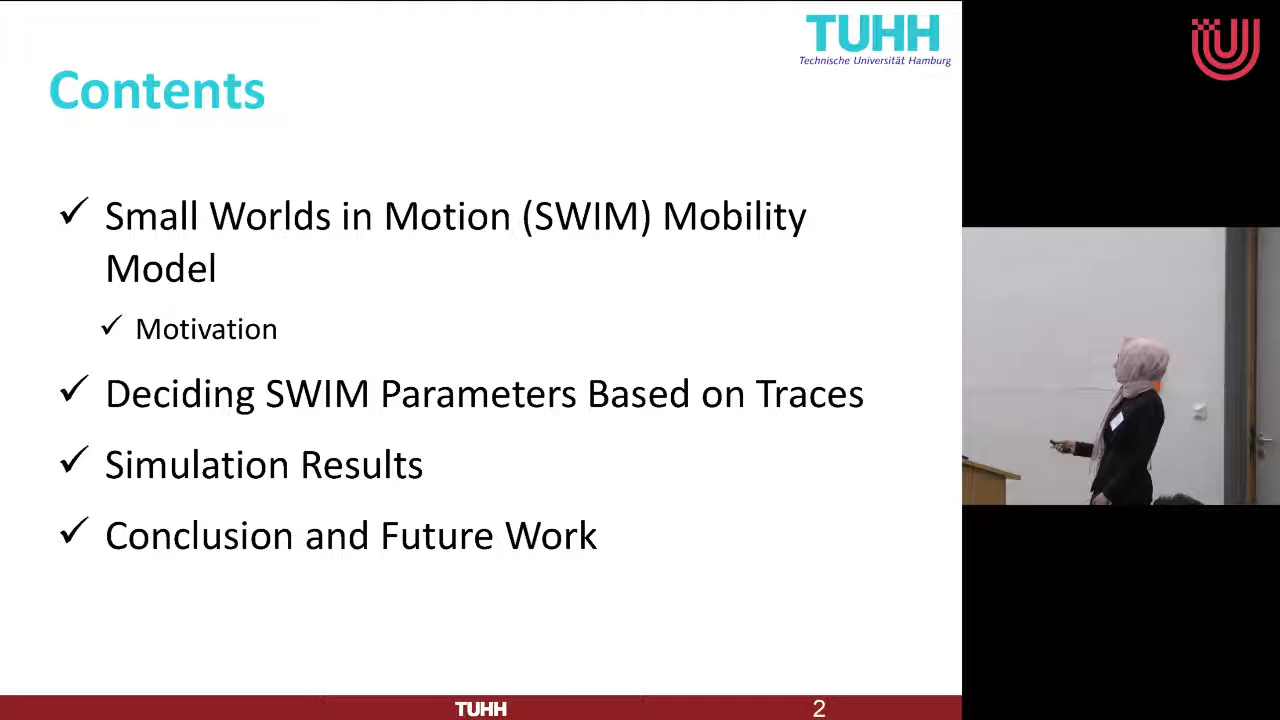 TUHH
Technische Universität Hamburg
Contents
✓ Small Worlds in Motion (SWIM) Mobility
Model
✓ Motivation
✓ Deciding SWIM Parameters Based on Traces
✓ Simulation Results
✓ Conclusion and Future Work
TUHH
2